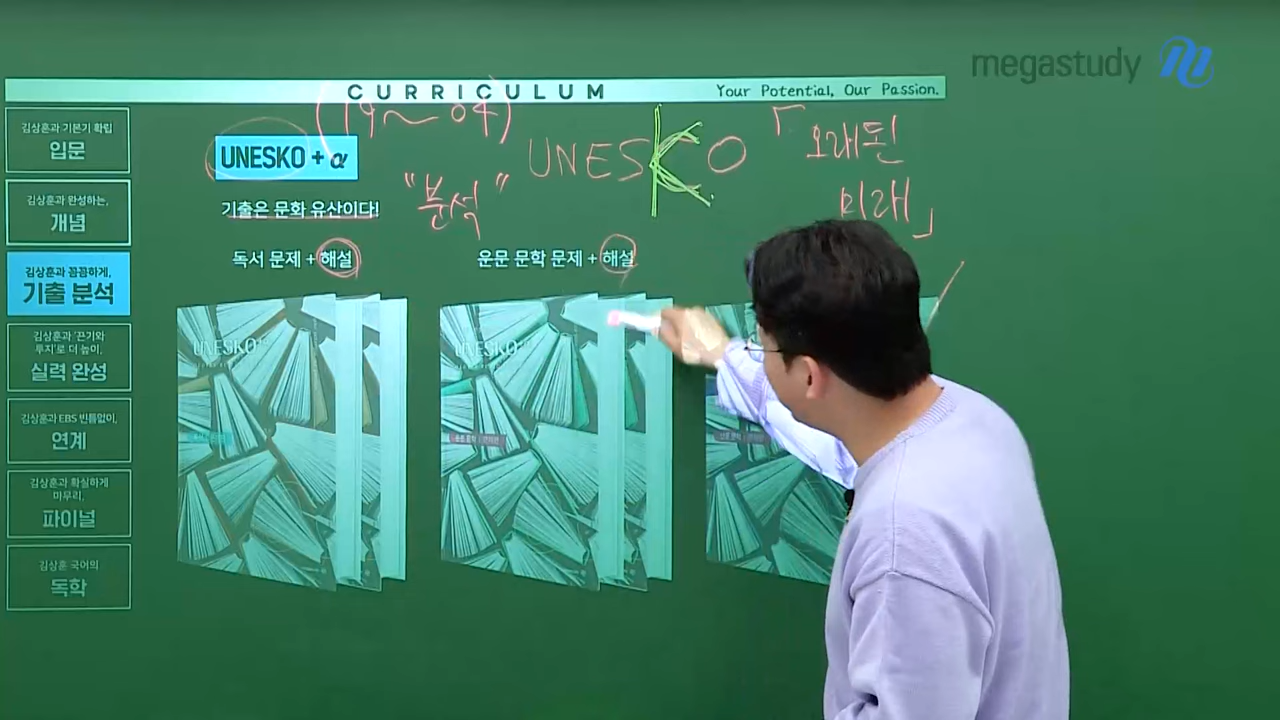 megastudy
CURRICULUM
Your Potential, Our Passion.
김상훈과 기본기 확립
입문
김상훈과 완성하는,
개념
김상훈과 꼼꼼하게,
기출 분석
김상훈과 '끈기와
투지'로 더 높이,
실력 완성
김상훈과 EBS 빈틈없이,
연계
김상훈과 확실하게
마무리,
파이널
김상훈 국어의
독학
(19~04)
UNESKO + α
UNESKO
「오래된
미래」
"분석"
기출은 문화 유산이다!
독서 문제 + 해설
운문 문학 문제 + 해설
UNESKO
UNESKO